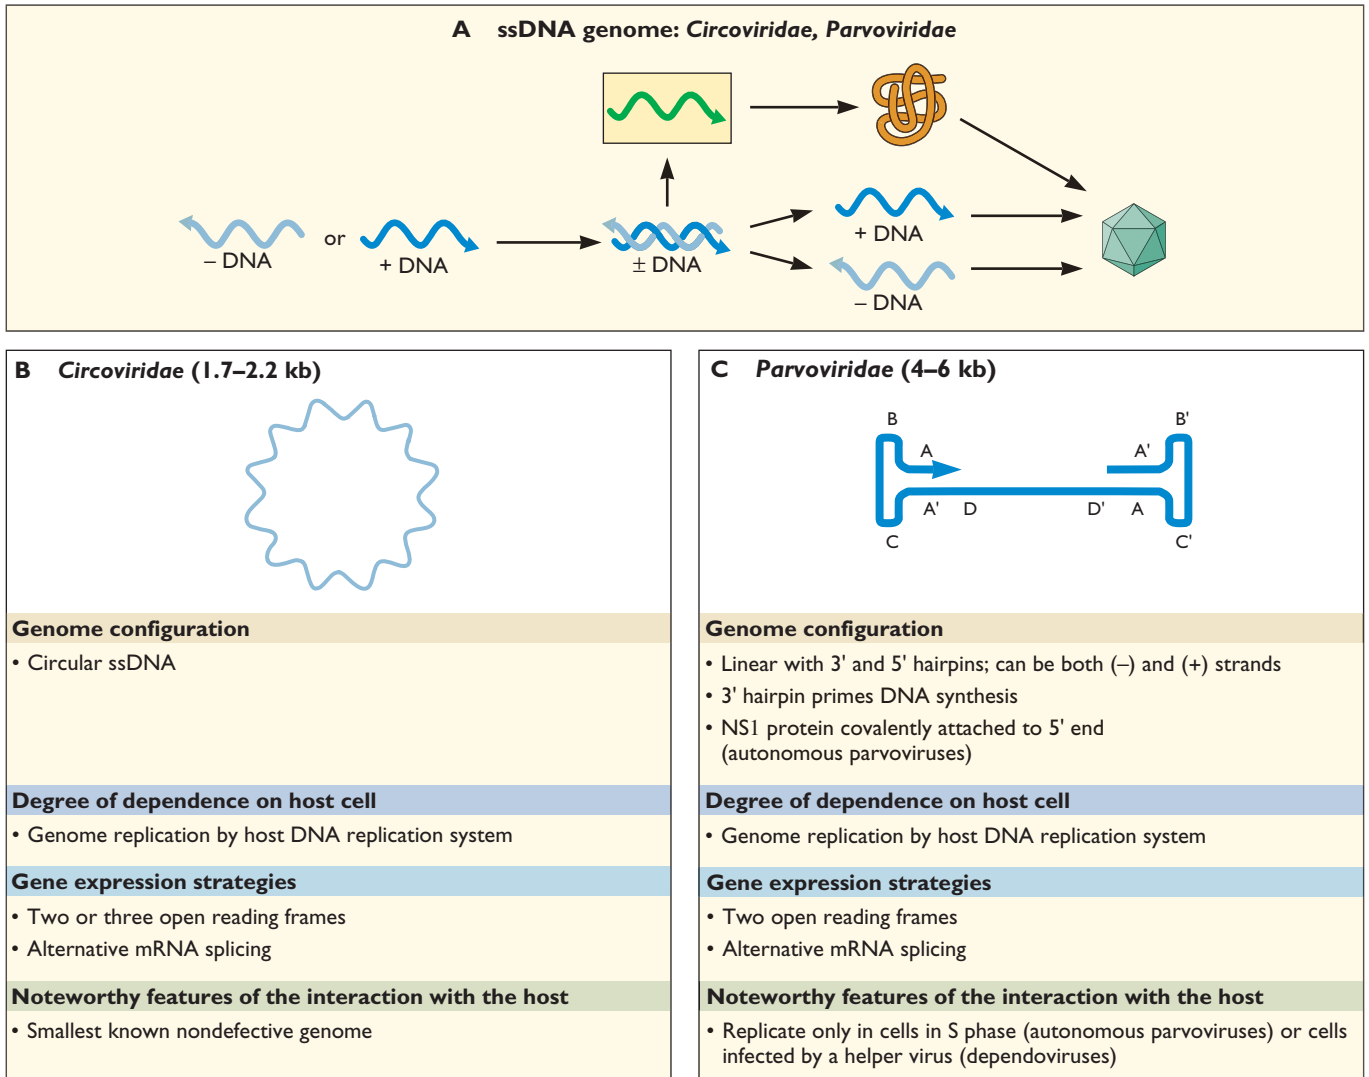 A ssDNA genome: Circoviridae, Parvoviridae
– DNA
or
+ DNA
± DNA
+ DNA
– DNA
B Circoviridae (1.7–2.2 kb)
Genome configuration
• Circular ssDNA
Degree of dependence on host cell
• Genome replication by host DNA replication system
Gene expression strategies
• Two or three open reading frames
• Alternative mRNA splicing
Noteworthy features of the interaction with the host
• Smallest known nondefective genome
C Parvoviridae (4–6 kb)
B B'
A A'
A' D D' A
C C'
Genome configuration
• Linear with 3' and 5' hairpins; can be both (–) and (+) strands
• 3' hairpin primes DNA synthesis
• NS1 protein covalently attached to 5' end
(autonomous parvoviruses)
Degree of dependence on host cell
• Genome replication by host DNA replication system
Gene expression strategies
• Two open reading frames
• Alternative mRNA splicing
Noteworthy features of the interaction with the host
• Replicate only in cells in S phase (autonomous parvoviruses) or cells
infected by a helper virus (dependoviruses)